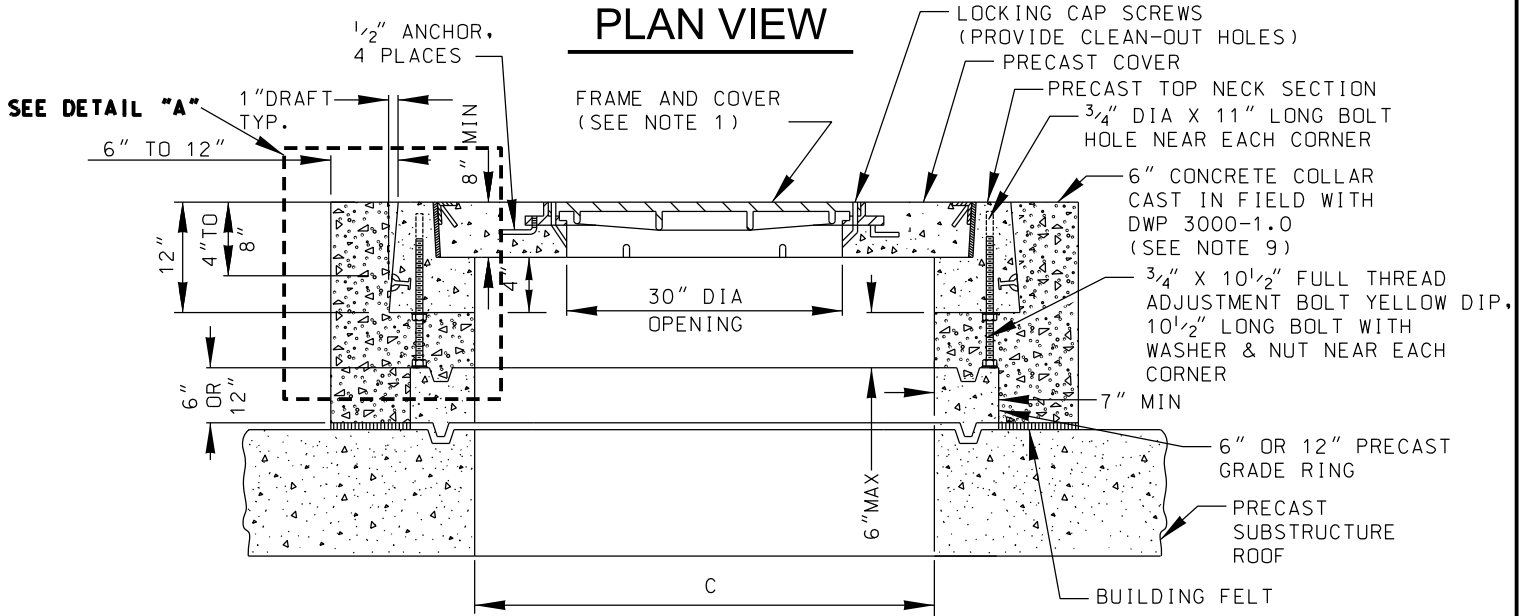 PLAN VIEW
1/2" ANCHOR,
4 PLACES
LOCKING CAP SCREWS
(PROVIDE CLEAN-OUT HOLES)
PRECAST COVER
PRECAST TOP NECK SECTION
3/4" DIA X 11" LONG BOLT
HOLE NEAR EACH CORNER
SEE DETAIL "A"
1"DRAFT
TYP.
8" MIN
FRAME AND COVER
(SEE NOTE 1)
6" TO 12"
6" CONCRETE COLLAR
CAST IN FIELD WITH
DWP 3000-1.0
(SEE NOTE 9)
12"
4"TO
8"
4"
30" DIA
OPENING
3/4" X 10 1/2" FULL THREAD
ADJUSTMENT BOLT YELLOW DIP,
10 1/2" LONG BOLT WITH
WASHER & NUT NEAR EACH
CORNER
6"
OR
12"
7" MIN
6" OR 12" PRECAST
GRADE RING
6"MAX
PRECAST
SUBSTRUCTURE
ROOF
C
BUILDING FELT